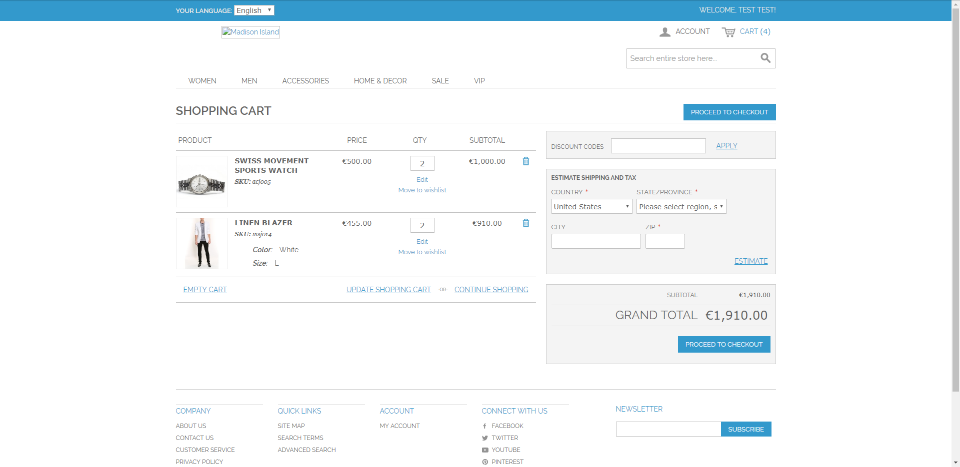 YOUR LANGUAGE: English
WELCOME, TEST TEST!
Madison Island
ACCOUNT CART (4)
Search entire store here...
WOMEN MEN ACCESSORIES HOME & DECOR SALE VIP
SHOPPING CART
PROCEED TO CHECKOUT
PRODUCT PRICE QTY SUBTOTAL
SWISS MOVEMENT SPORTS WATCH €500.00 2 €1,000.00
SKU: acj005
Edit
Move to wishlist
LINEN BLAZER €455.00 2 €910.00
SKU:
Edit
Color: White
Move to wishlist
Size: L
EMPTY CART UPDATE SHOPPING CART -or- CONTINUE SHOPPING
DISCOUNT CODES APPLY
ESTIMATE SHIPPING AND TAX
COUNTRY * STATE/PROVINCE *
United States Please select region, s
CITY ZIP *
ESTIMATE
SUBTOTAL €1,910.00
GRAND TOTAL €1,910.00
PROCEED TO CHECKOUT
COMPANY
ABOUT US
CONTACT US
CUSTOMER SERVICE
PRIVACY POLICY
QUICK LINKS
SITE MAP
SEARCH TERMS
ADVANCED SEARCH
ACCOUNT
MY ACCOUNT
CONNECT WITH US
FACEBOOK
TWITTER
YOUTUBE
PINTEREST
NEWSLETTER
SUBSCRIBE